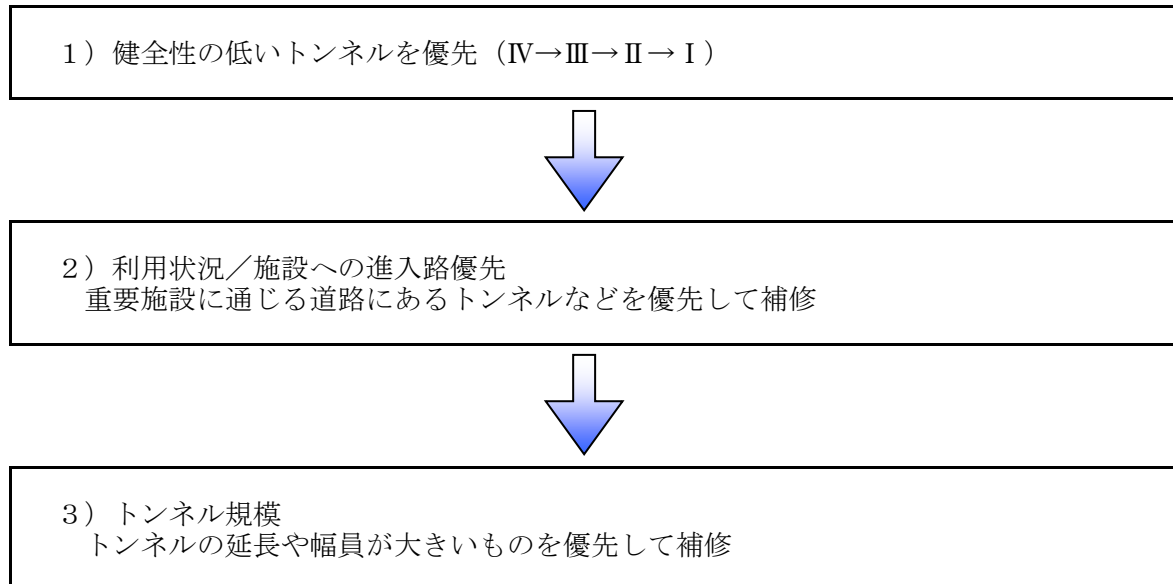 １）健全性の低いトンネルを優先（Ⅳ→Ⅲ→Ⅱ→Ⅰ）
２）利用状況／施設への進入路優先
重要施設に通じる道路にあるトンネルなどを優先して補修
３）トンネル規模
トンネルの延長や幅員が大きいものを優先して補修